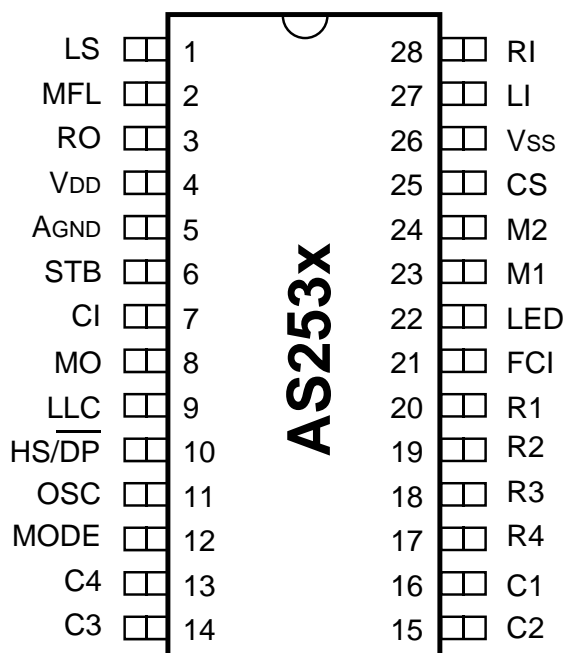 LS 1 28 RI
MFL 2 27 LI
RO 3 26 VSS
VDD 4 25 CS
AGND 5 24 M2
STB 6 23 M1
CI 7 22 LED
MO 8 21 FCI
LLC 9 20 R1
HS/DP 10 19 R2
OSC 11 18 R3
MODE 12 17 R4
C4 13 16 C1
C3 14 15 C2
AS253x